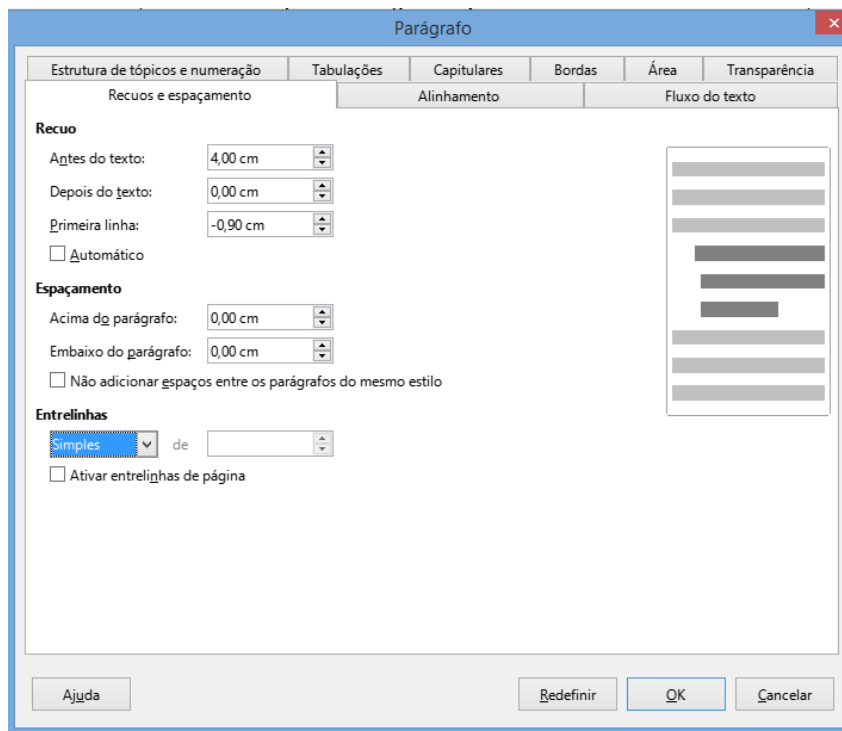 Parágrafo
Estrutura de tópicos e numeração Tabulações Capitulares Bordas Área Transparência
Recuos e espaçamento Alinhamento Fluxo do texto
Recuo
Antes do texto: 4,00 cm
Depois do texto: 0,00 cm
Primeira linha: -0,90 cm
Automático
Espaçamento
Acima do parágrafo: 0,00 cm
Embaixo do parágrafo: 0,00 cm
Não adicionar espaços entre os parágrafos do mesmo estilo
Entrelinhas
Simples de
Ativar entrelinhas de página
Ajuda Redefinir OK Cancelar